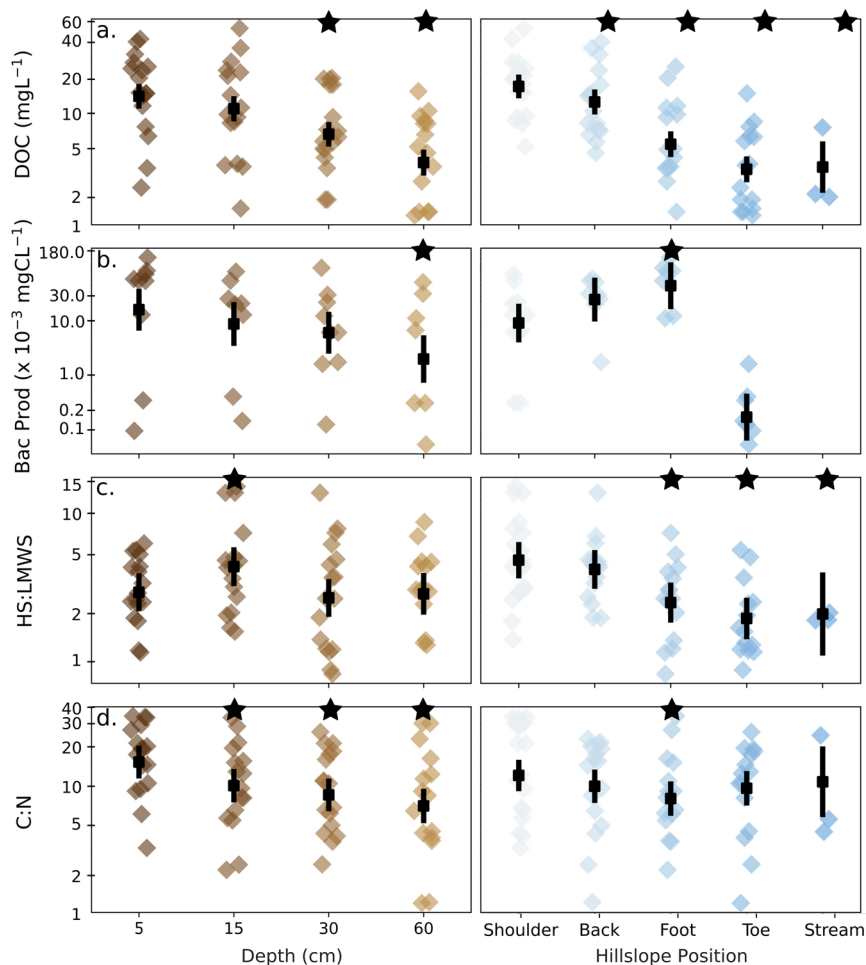 a.
DOC (mgL⁻¹)
60
40
20
10
5
2
1
b.
Bac Prod (x 10⁻³ mgCL⁻¹)
180.0
30.0
10.0
1.0
0.2
0.1
c.
HS:LMWS
15
10
5
2
1
d.
C:N
40
30
20
10
5
2
1
5 15 30 60
Shoulder Back Foot Toe Stream
Depth (cm)
Hillslope Position